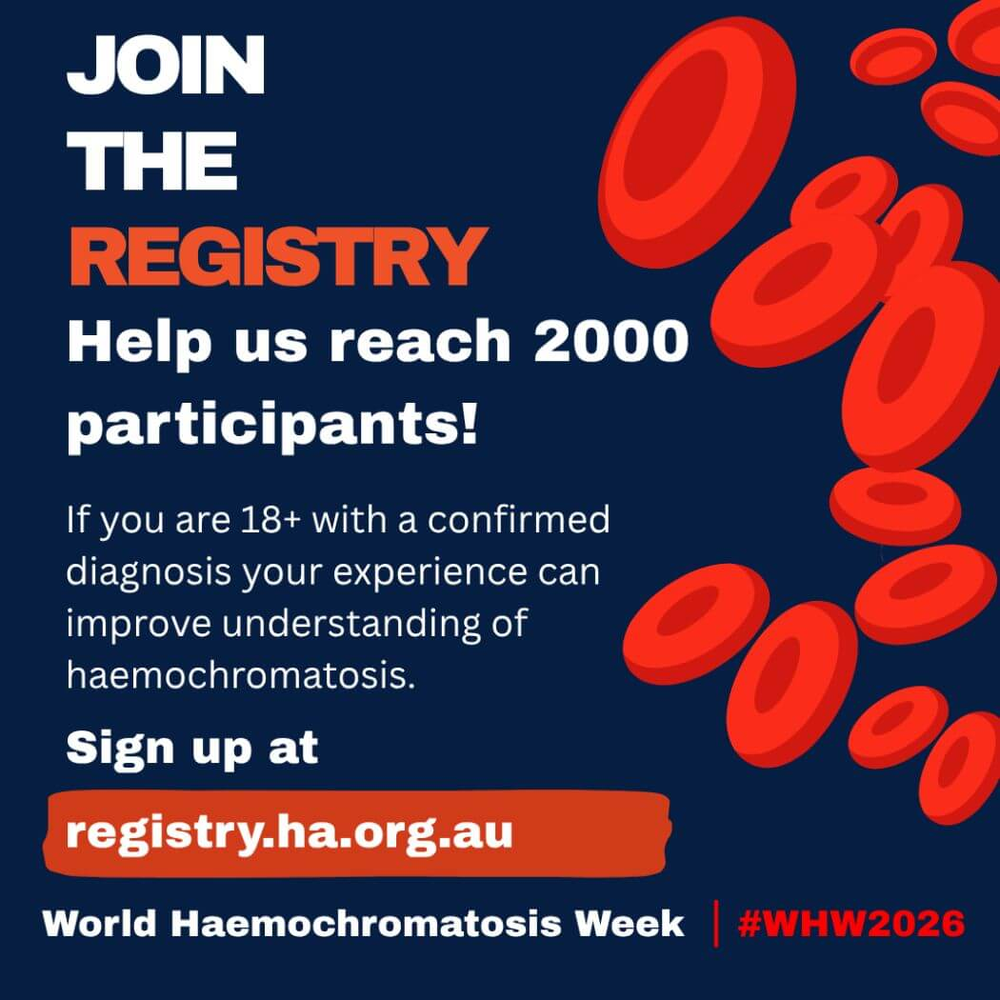 JOIN
THE
REGISTRY
Help us reach 2000
participants!
If you are 18+ with a confirmed
diagnosis your experience can
improve understanding of
haemochromatosis.
Sign up at
registry.ha.org.au
World Haemochromatosis Week | #WHW2026